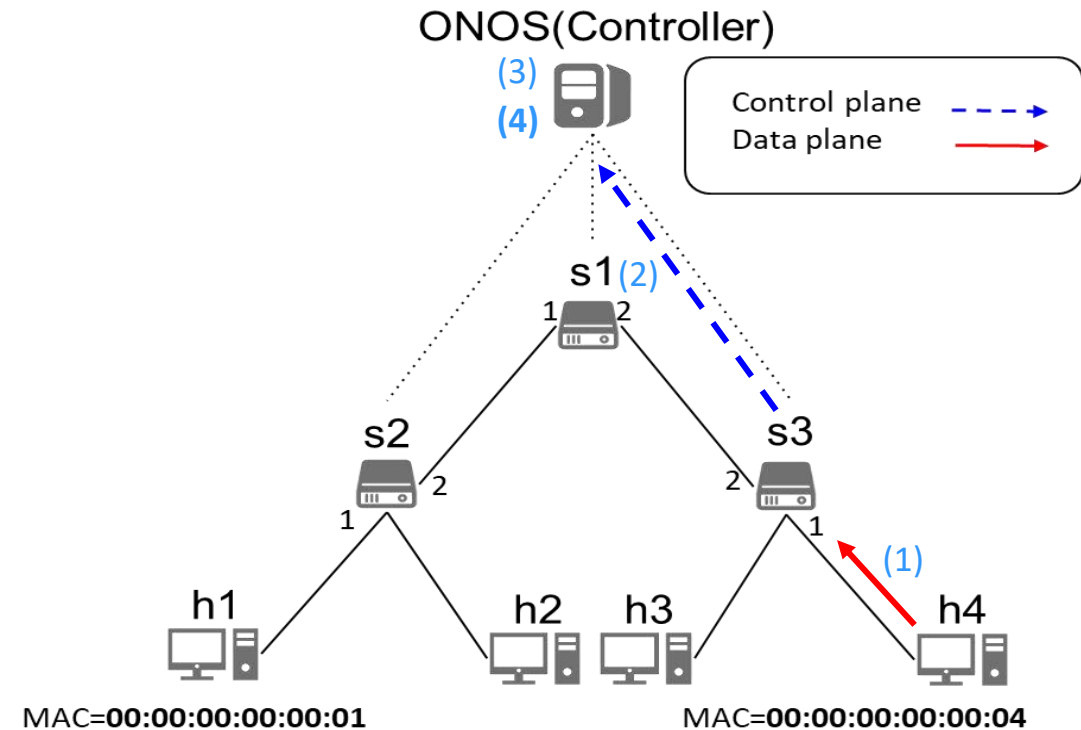 ONOS(Controller)
(3)
(4)
Control plane
Data plane
s1 (2)
1 2
s2
s3
2
2
1
1
(1)
h1
h2
h3
h4
MAC=00:00:00:00:00:01
MAC=00:00:00:00:00:04